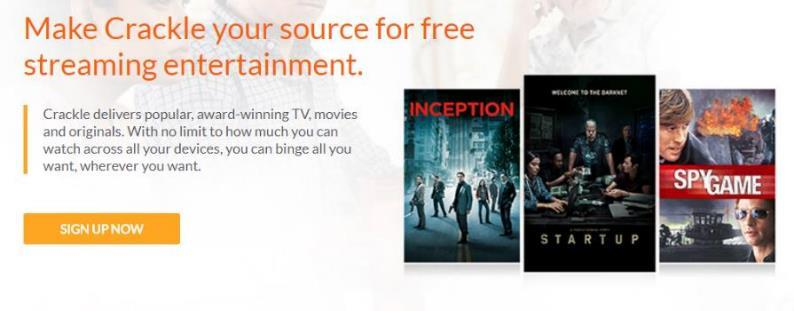 Make Crackle your source for free
streaming entertainment.
Crackle delivers popular, award-winning TV, movies
and originals. With no limit to how much you can
watch across all your devices, you can binge all you
want, wherever you want.
SIGN UP NOW
INCEPTION
WELCOME TO THE DARKNET
STARTUP
SPY GAME